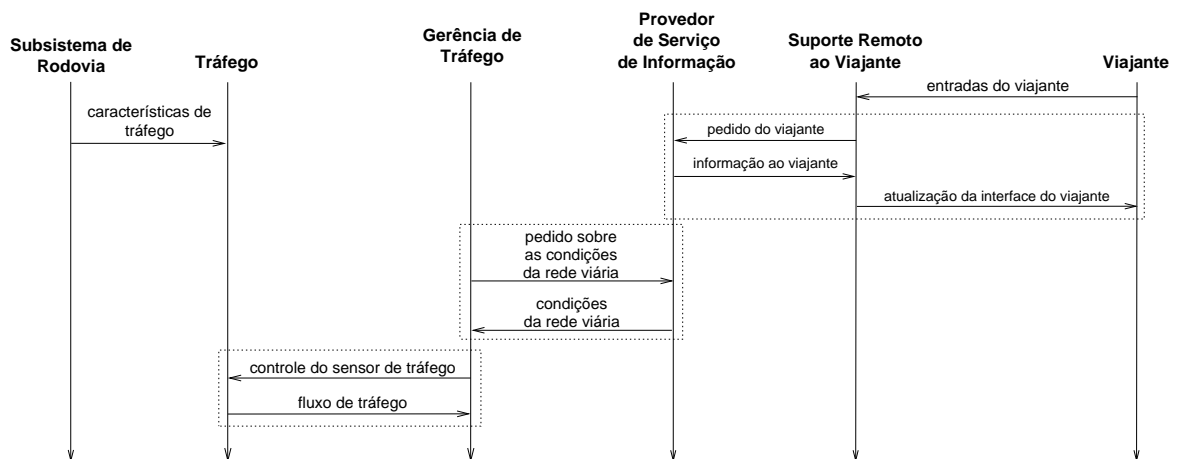 Subsistema de
Rodovia
Tráfego
Gerência de
Tráfego
Provedor
de Serviço
de Informação
Suporte Remoto
ao Viajante
Viajante
entradas do viajante
características de
tráfego
pedido do viajante
informação ao viajante
atualização da interface do viajante
pedido sobre
as condições
da rede viária
condições
da rede viária
controle do sensor de tráfego
fluxo de tráfego